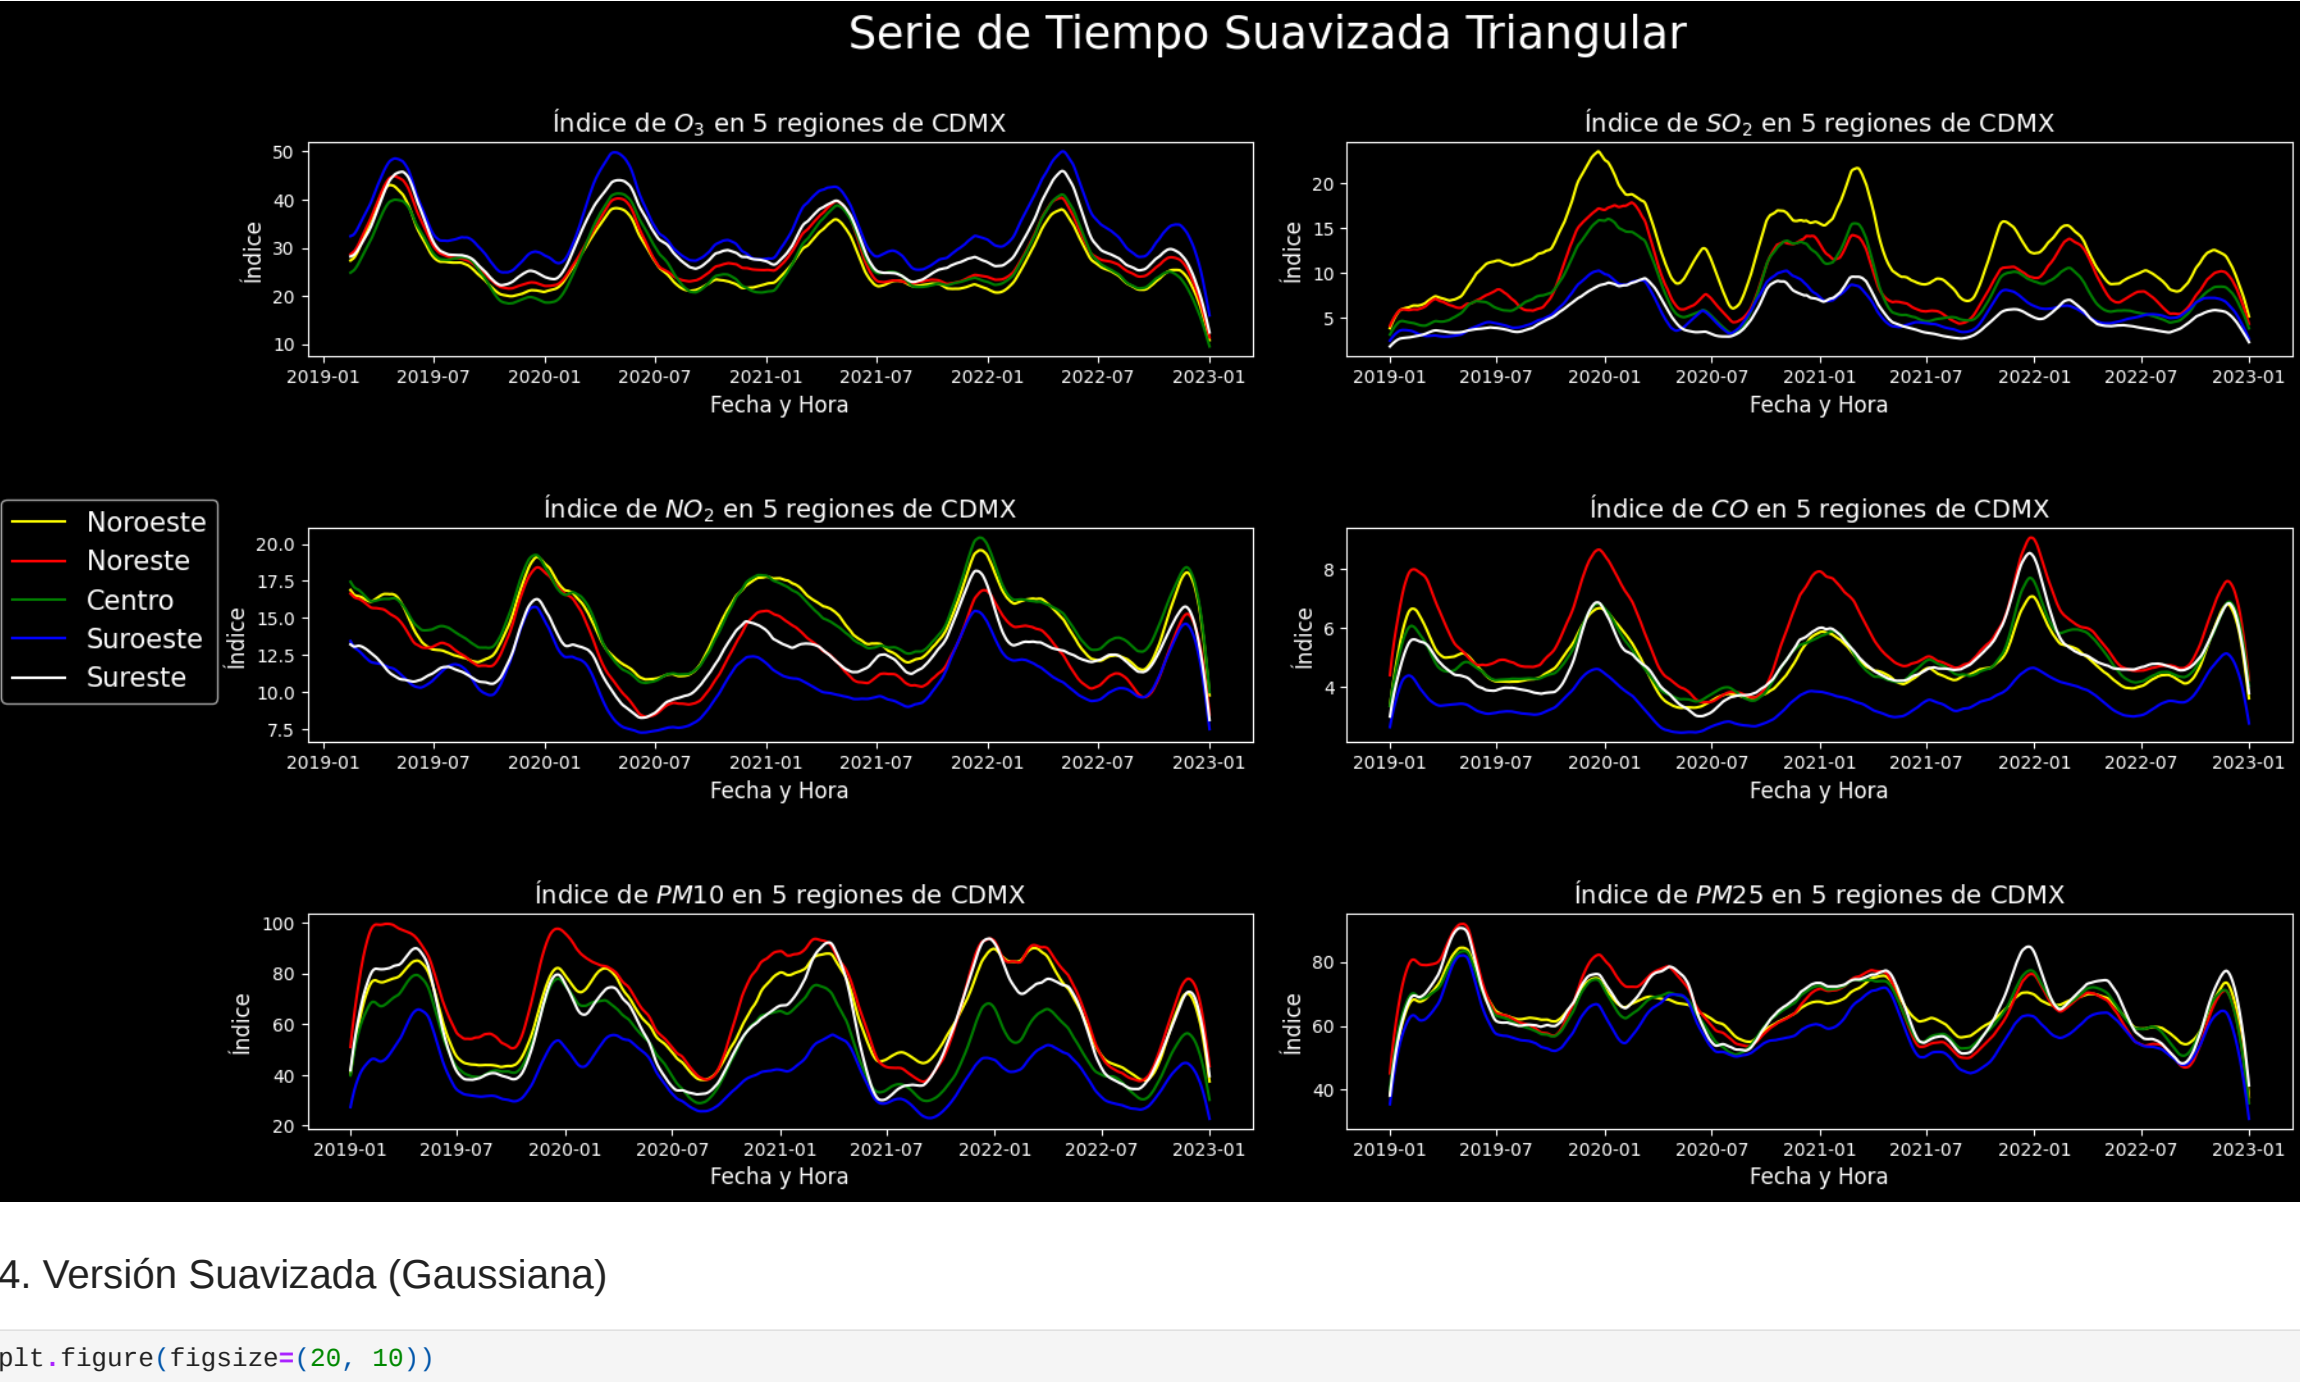 Serie de Tiempo Suavizada Triangular
Índice de O₃ en 5 regiones de CDMX
50
40
30
20
10
Índice
2019-01 2019-07 2020-01 2020-07 2021-01 2021-07 2022-01 2022-07 2023-01
Fecha y Hora
Índice de SO₂ en 5 regiones de CDMX
20
15
10
5
Índice
2019-01 2019-07 2020-01 2020-07 2021-01 2021-07 2022-01 2022-07 2023-01
Fecha y Hora
Noroeste
Noreste
Centro
Suroeste
Sureste
Índice de NO₂ en 5 regiones de CDMX
20.0
17.5
15.0
12.5
10.0
7.5
Índice
2019-01 2019-07 2020-01 2020-07 2021-01 2021-07 2022-01 2022-07 2023-01
Fecha y Hora
Índice de CO en 5 regiones de CDMX
8
6
4
Índice
2019-01 2019-07 2020-01 2020-07 2021-01 2021-07 2022-01 2022-07 2023-01
Fecha y Hora
Índice de PM10 en 5 regiones de CDMX
100
80
60
40
20
Índice
2019-01 2019-07 2020-01 2020-07 2021-01 2021-07 2022-01 2022-07 2023-01
Fecha y Hora
Índice de PM25 en 5 regiones de CDMX
80
60
40
Índice
2019-01 2019-07 2020-01 2020-07 2021-01 2021-07 2022-01 2022-07 2023-01
Fecha y Hora
4. Versión Suavizada (Gaussiana)
plt.figure(figsize=(20, 10))